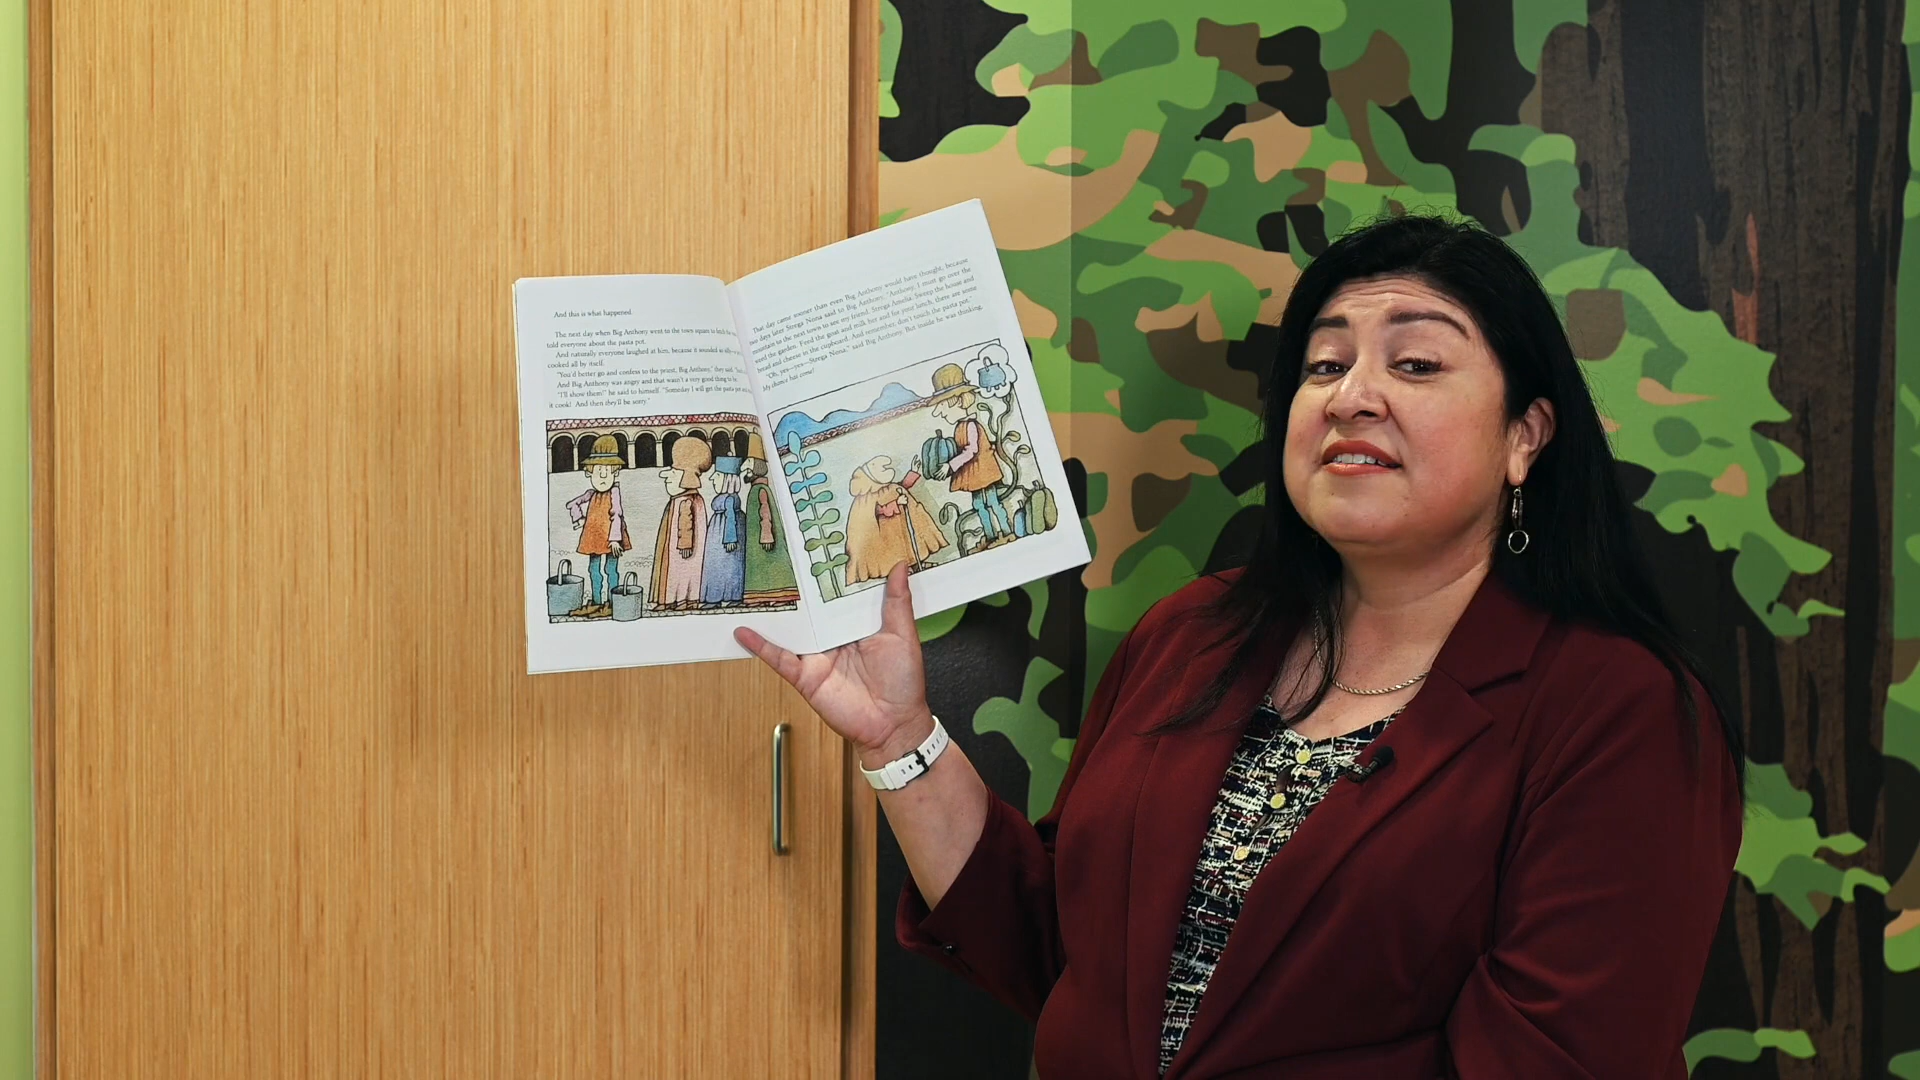 And this is what happened.
The next day when Big Anthony went to the town square to fetch the
told everyone about the pasta pot.
And naturally everyone laughed at him, because it sounded so silly—
cooked all by itself.
"You'd better go and confess to the priest, Big Anthony," they said.
And Big Anthony was angry and that wasn't a very good thing to be.
"I'll show them!" he said to himself. "Someday I will get the pasta pot and
it cook! And then they'll be sorry."
That day came sooner than even Big Anthony would have thought, because
two days later Strega Nona said to Big Anthony, "Anthony, I must go over the
mountain to the next town to see my friend, Strega Amelia. Sweep the house and
weed the garden. Feed the goat and milk her and for your lunch, there are some
bread and cheese in the cupboard. And remember, don't touch the pasta pot."
"Oh, yes—yes—Strega Nona," said Big Anthony. But inside he was thinking,
My chance has come!